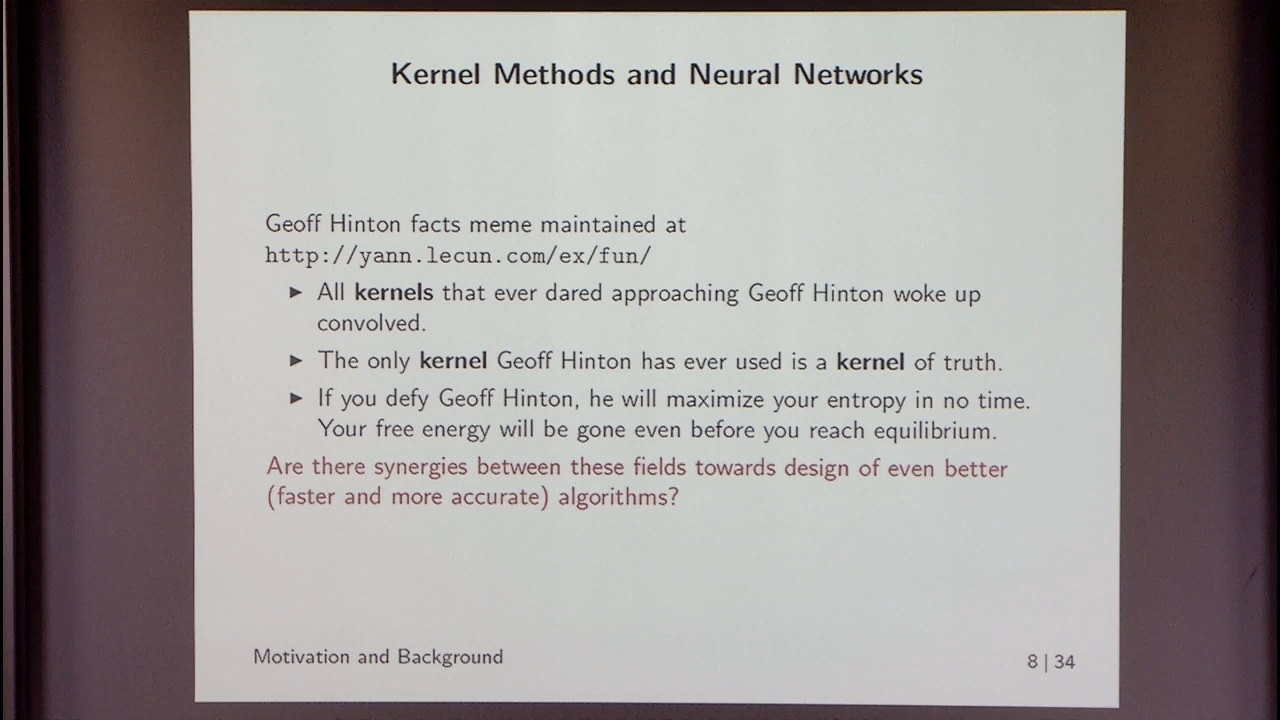 Kernel Methods and Neural Networks
Geoff Hinton facts meme maintained at
http://yann.lecun.com/ex/fun/
► All kernels that ever dared approaching Geoff Hinton woke up
convolved.
► The only kernel Geoff Hinton has ever used is a kernel of truth.
► If you defy Geoff Hinton, he will maximize your entropy in no time.
Your free energy will be gone even before you reach equilibrium.
Are there synergies between these fields towards design of even better
(faster and more accurate) algorithms?
Motivation and Background
8 | 34